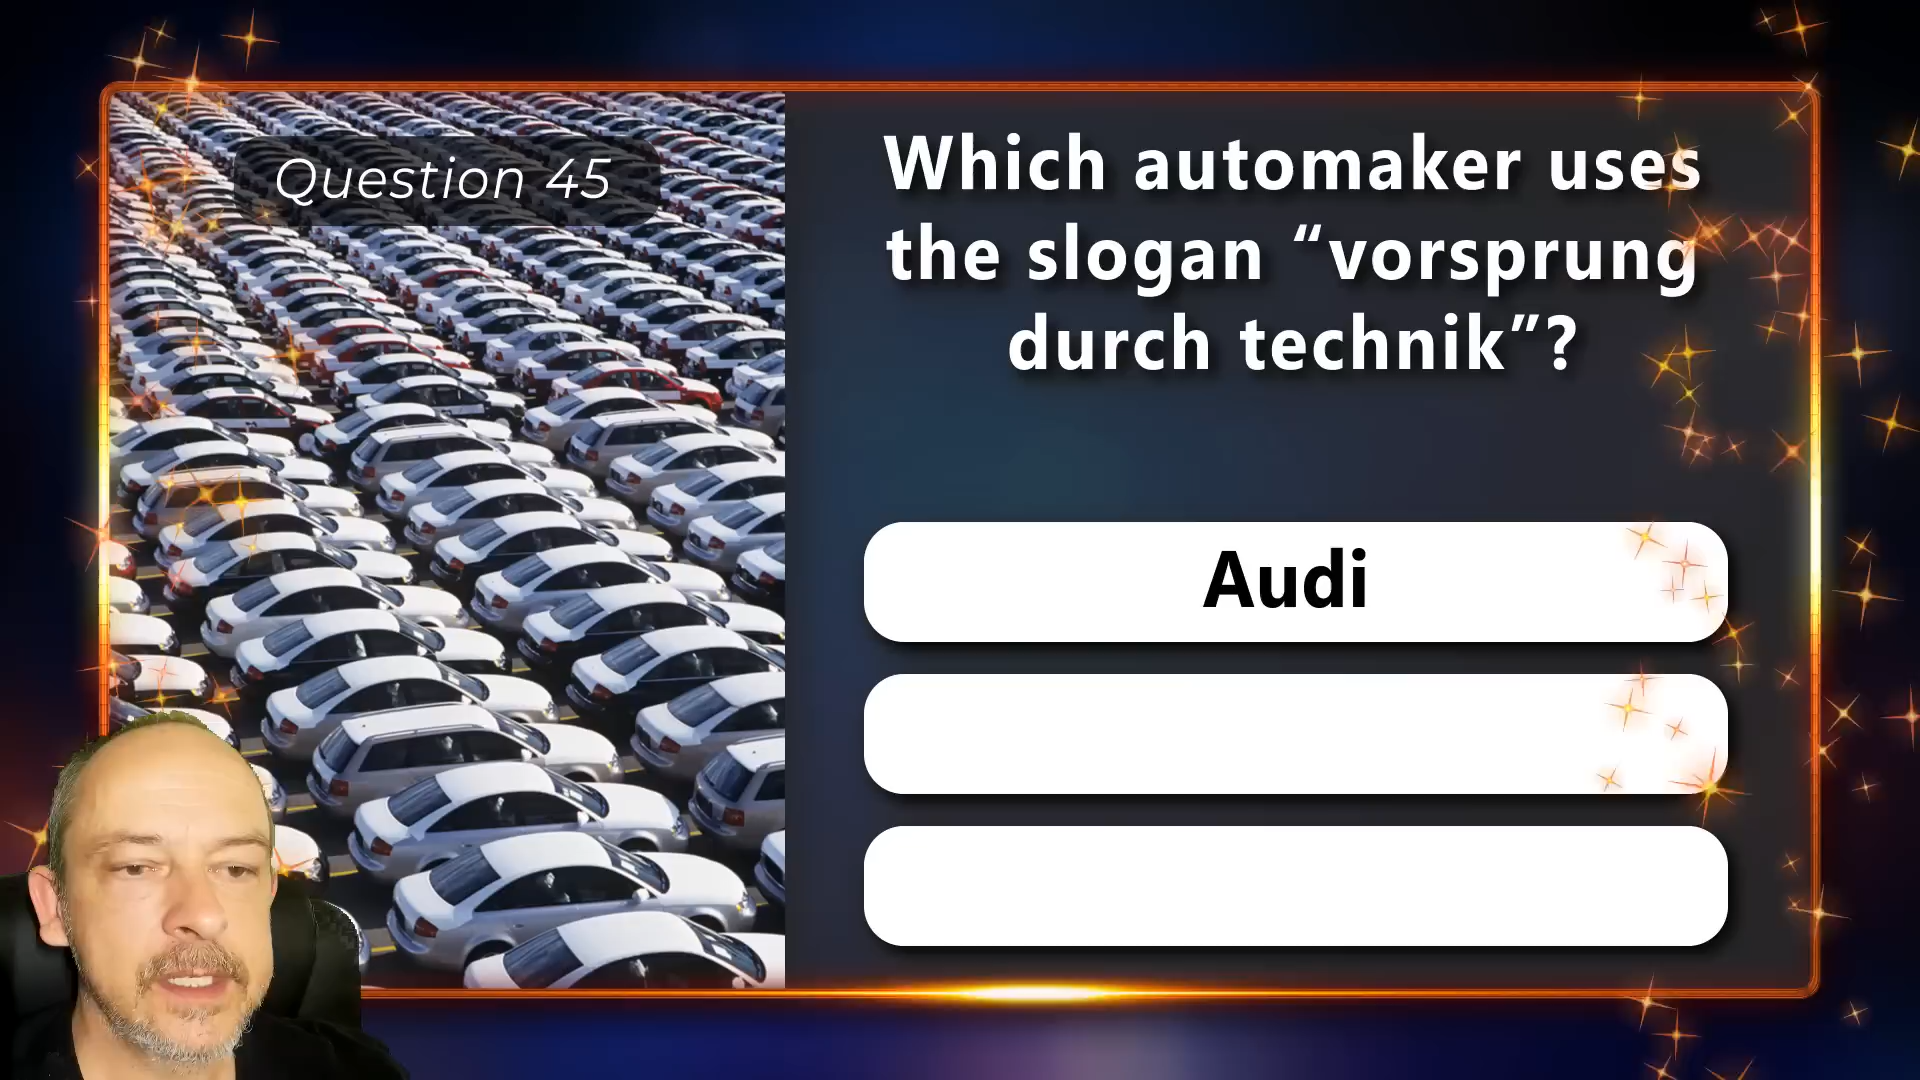 Question 45
Which automaker uses
the slogan “vorsprung
durch technik”?
Audi